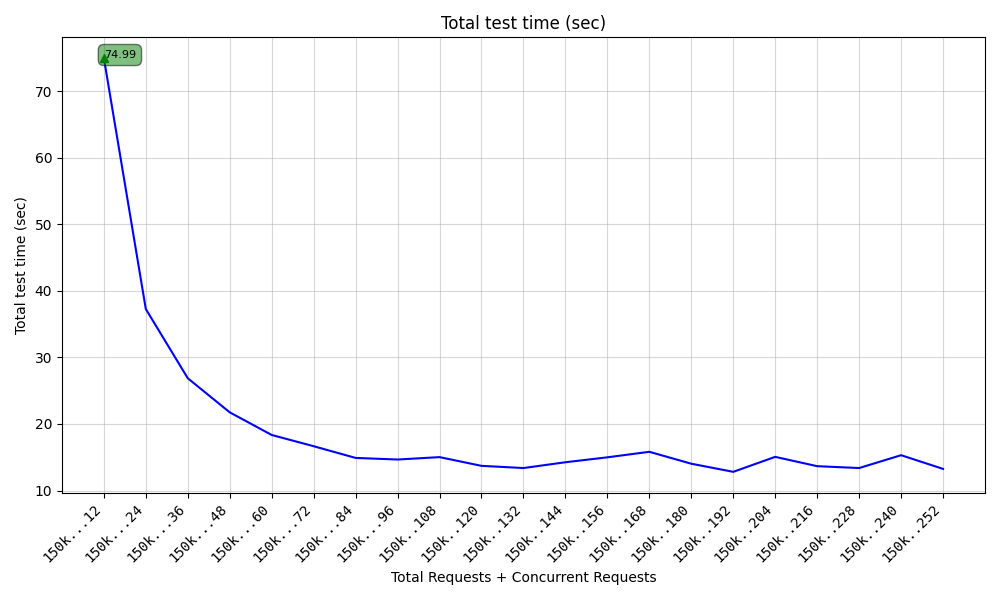 Total test time (sec)
74.99
70
60
50
40
30
20
10
Total test time (sec)
150k...12
150k...24
150k...36
150k...48
150k...60
150k...72
150k...84
150k...96
150k..108
150k..120
150k..132
150k..144
150k..156
150k..168
150k..180
150k..192
150k..204
150k..216
150k..228
150k..240
150k..252
Total Requests + Concurrent Requests